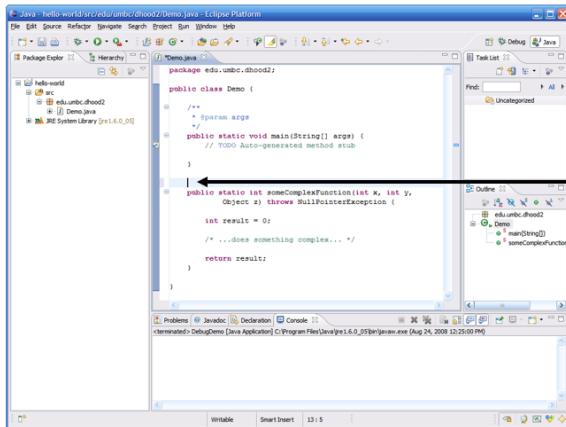 Java - hello-world/src/edu/umbc/dhood2/Demo.java - Eclipse Platform
File Edit Source Refactor Navigate Search Project Run Window Help
Debug Java
Package Explor Hierarchy
*Demo.java
Task List
hello-world
src
edu.umbc.dhood2
Demo.java
JRE System Library [jre1.6.0_05]
package edu.umbc.dhood2;
public class Demo {
/**
* @param args
*/
public static void main(String[] args) {
// TODO Auto-generated method stub
}
public static int someComplexFunction(int x, int y,
Object z) throws NullPointerException {
int result = 0;
/* ...does something complex... */
return result;
}
}
Find: All
Uncategorized
Outline
edu.umbc.dhood2
Demo
main(String[])
someComplexFunction
Problems Javadoc Declaration Console
<terminated> DebugDemo [Java Application] C:\Program Files\Java\jre1.6.0_05\bin\javaw.exe (Aug 24, 2008 12:25:00 PM)
Writable Smart Insert 13 : 5